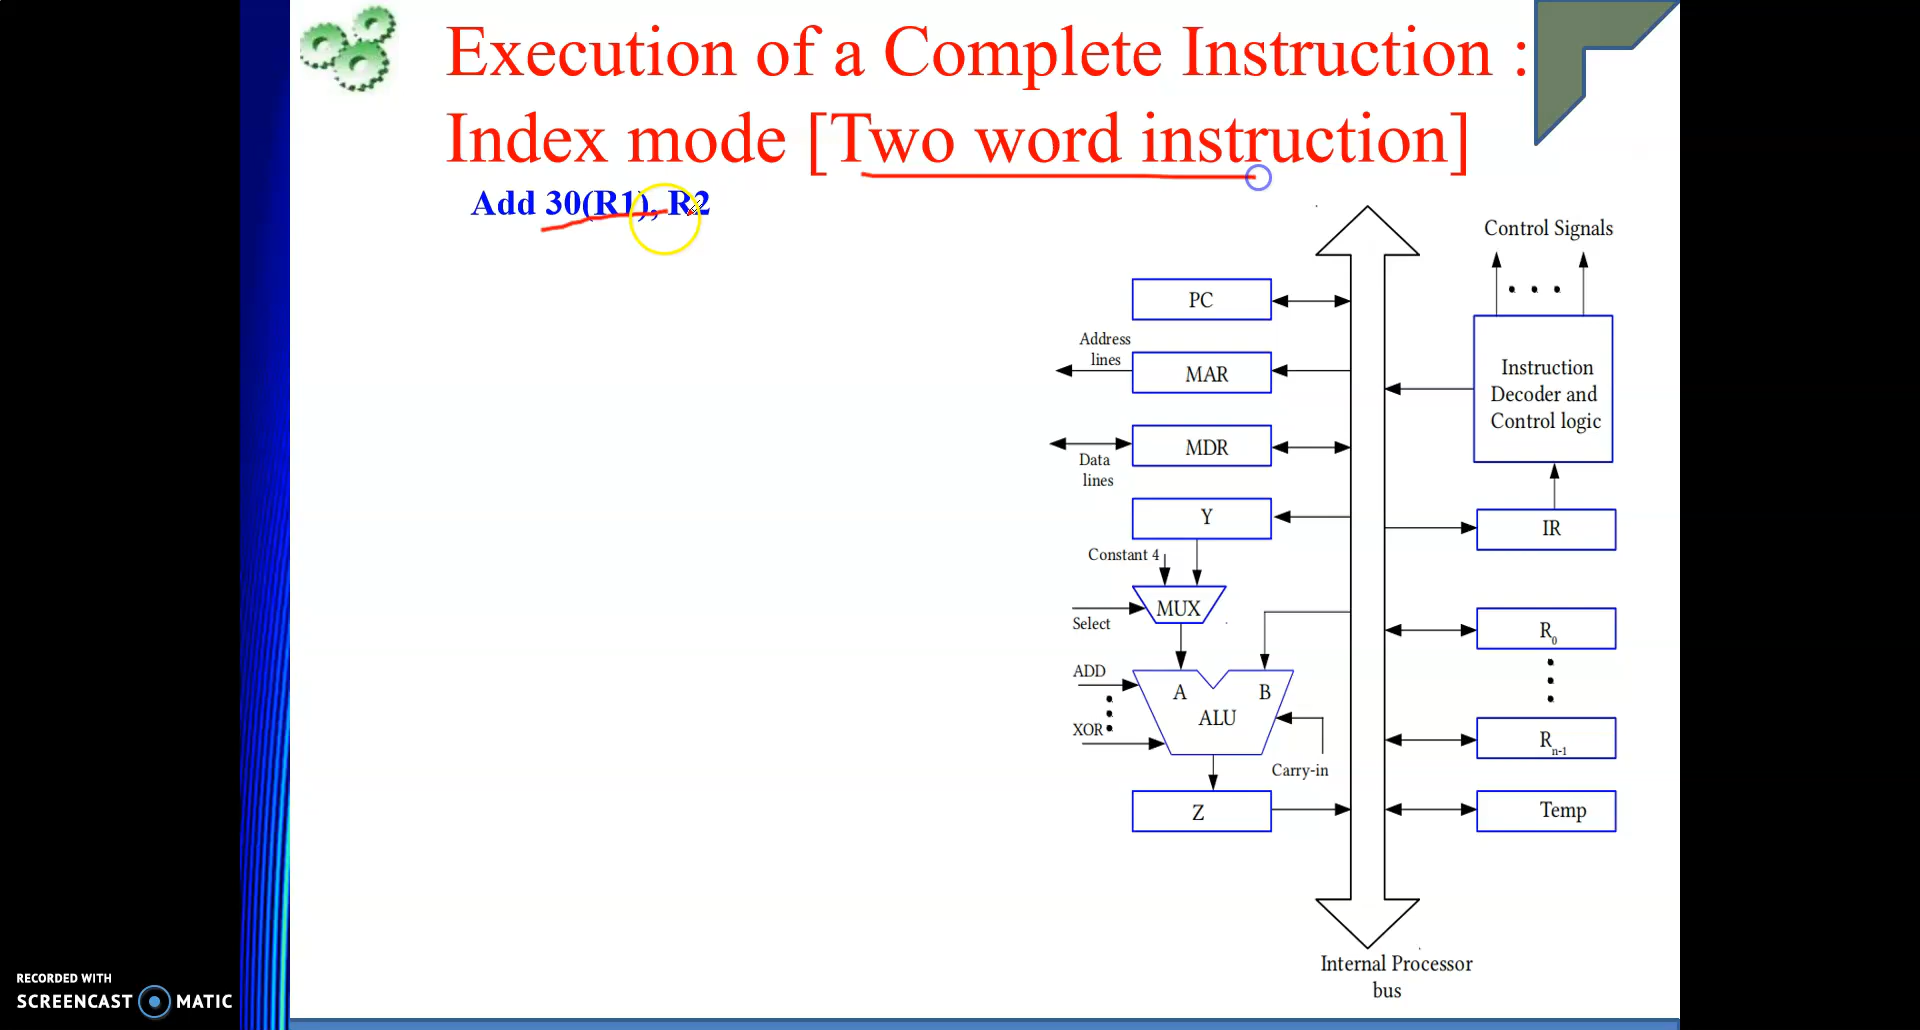 Execution of a Complete Instruction :
Index mode [Two word instruction]
Add 30(R1), R2
Control Signals
PC
Address
lines
MAR
Instruction
Decoder and
Control logic
MDR
Data
lines
Y
IR
Constant 4
MUX
Select
R0
ADD
A
B
ALU
XOR
Rn-1
Carry-in
Z
Temp
Internal Processor
bus
RECORDED WITH
SCREENCAST MATIC